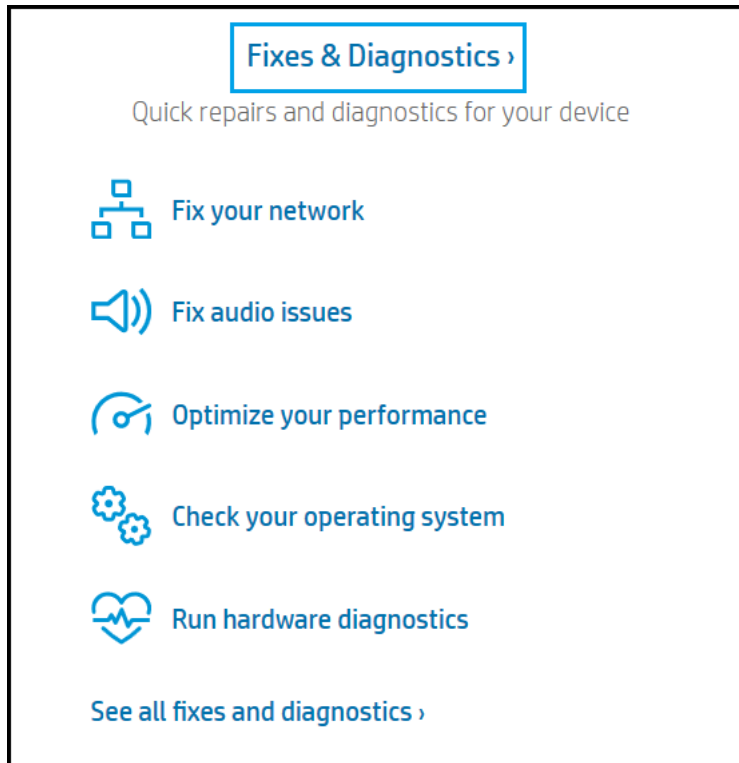 Fixes & Diagnostics ›
Quick repairs and diagnostics for your device
Fix your network
Fix audio issues
Optimize your performance
Check your operating system
Run hardware diagnostics
See all fixes and diagnostics ›